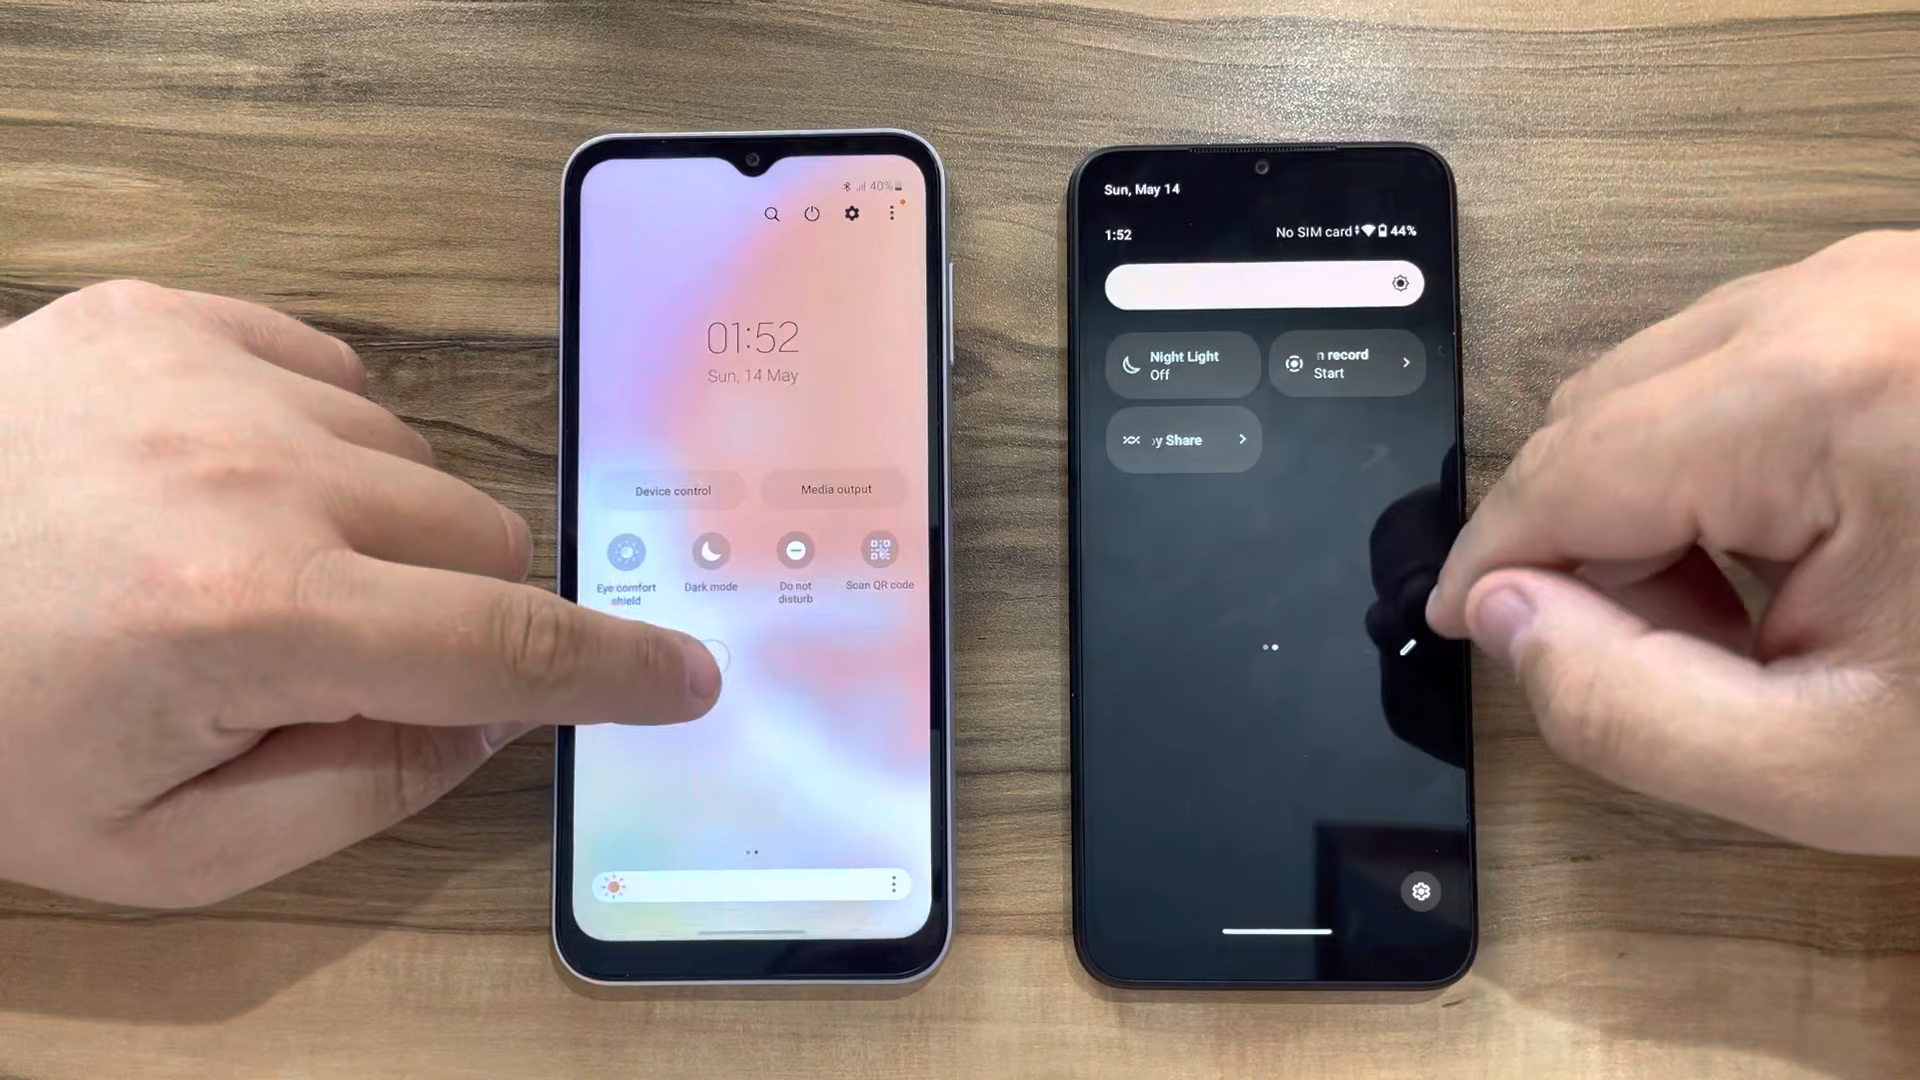 40%
01:52
Sun, 14 May
Device control
Media output
Eye comfort
shield
Dark mode
Do not
disturb
Scan QR code
Sun, May 14
1:52
No SIM card
44%
Night Light
Off
n record
Start
y Share